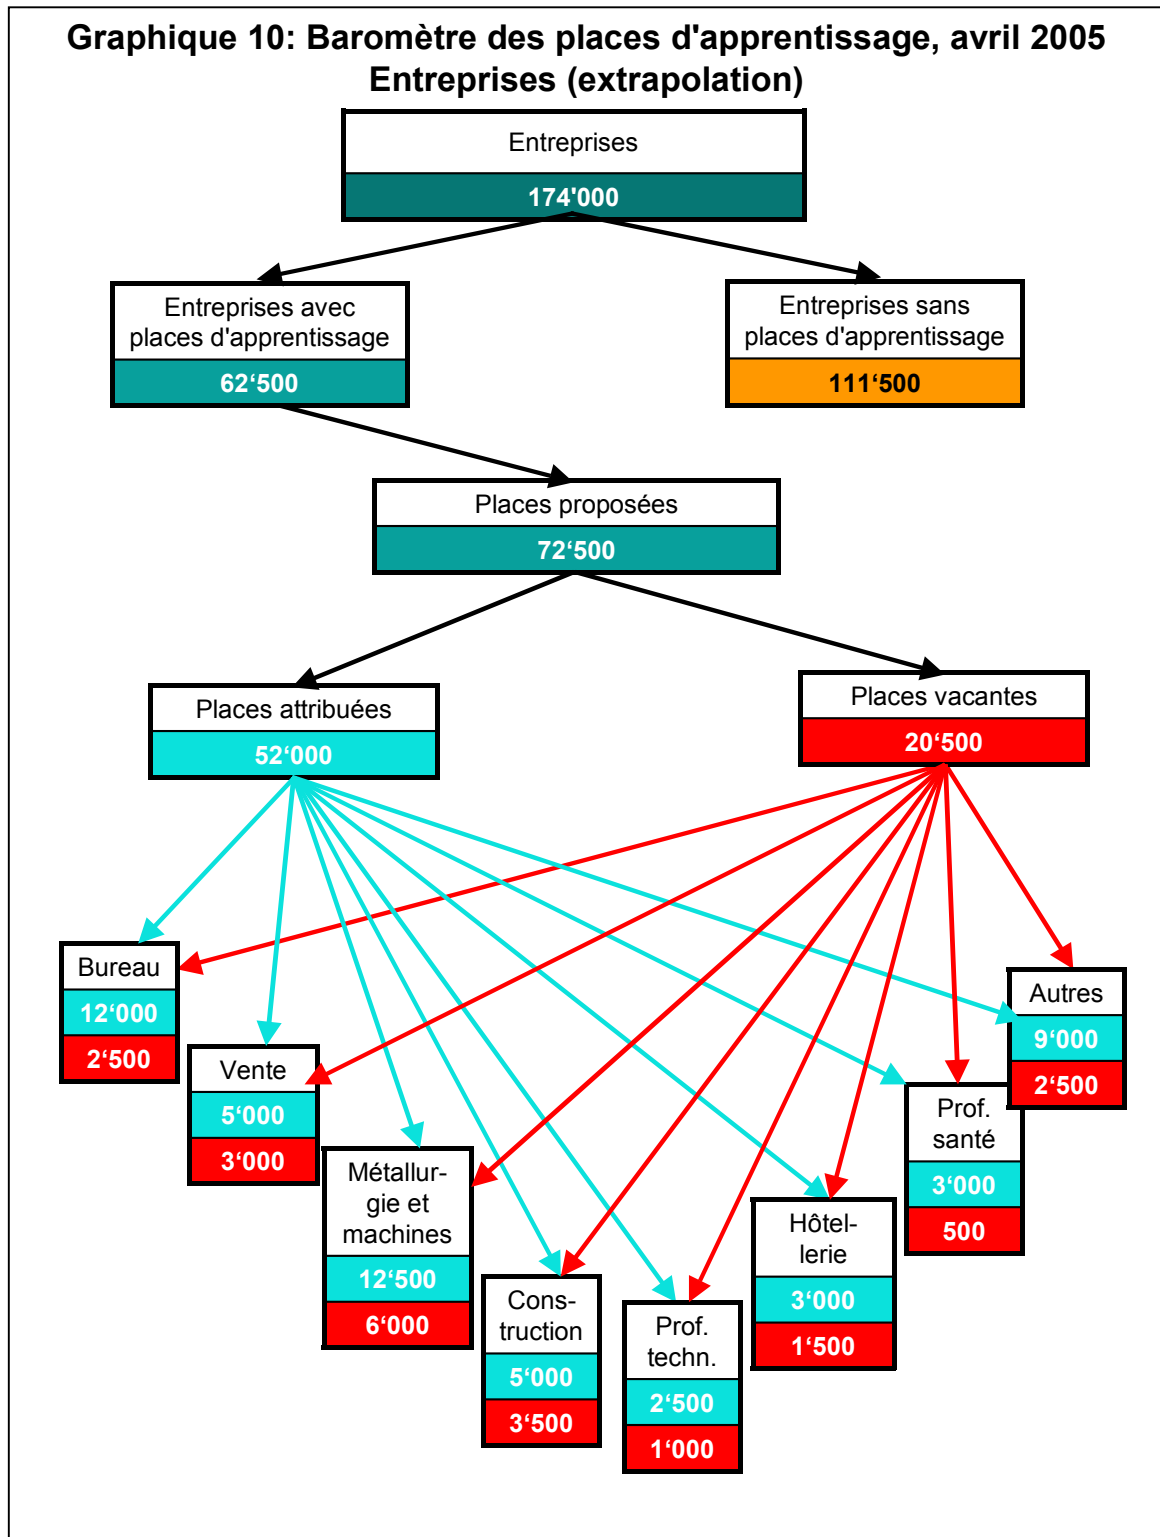 Graphique 10: Baromètre des places d'apprentissage, avril 2005
Entreprises (extrapolation)
Entreprises
174'000
Entreprises avec
places d'apprentissage
62‘500
Entreprises sans
places d'apprentissage
111‘500
Places proposées
72‘500
Places attribuées
52‘000
Places vacantes
20‘500
Bureau
12‘000
2‘500
Vente
5‘000
3‘000
Métallur-
gie et
machines
12‘500
6‘000
Cons-
truction
5‘000
3‘500
Prof.
techn.
2‘500
1‘000
Hôtel-
lerie
3‘000
1‘500
Prof.
santé
3‘000
500
Autres
9‘000
2‘500